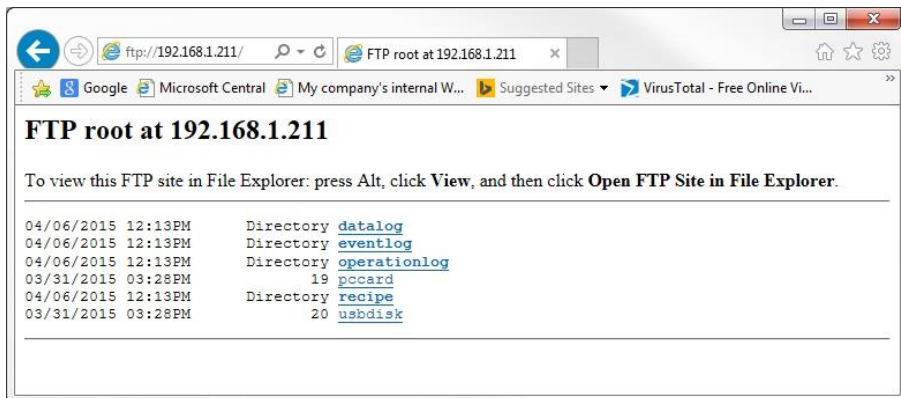 ftp://192.168.1.211/ FTP root at 192.168.1.211
Google Microsoft Central My company's internal W... Suggested Sites VirusTotal - Free Online Vi...
FTP root at 192.168.1.211
To view this FTP site in File Explorer: press Alt, click View, and then click Open FTP Site in File Explorer.
04/06/2015 12:13PM Directory datalog
04/06/2015 12:13PM Directory eventlog
04/06/2015 12:13PM Directory operationlog
03/31/2015 03:28PM 19 pccard
04/06/2015 12:13PM Directory recipe
03/31/2015 03:28PM 20 usbdisk